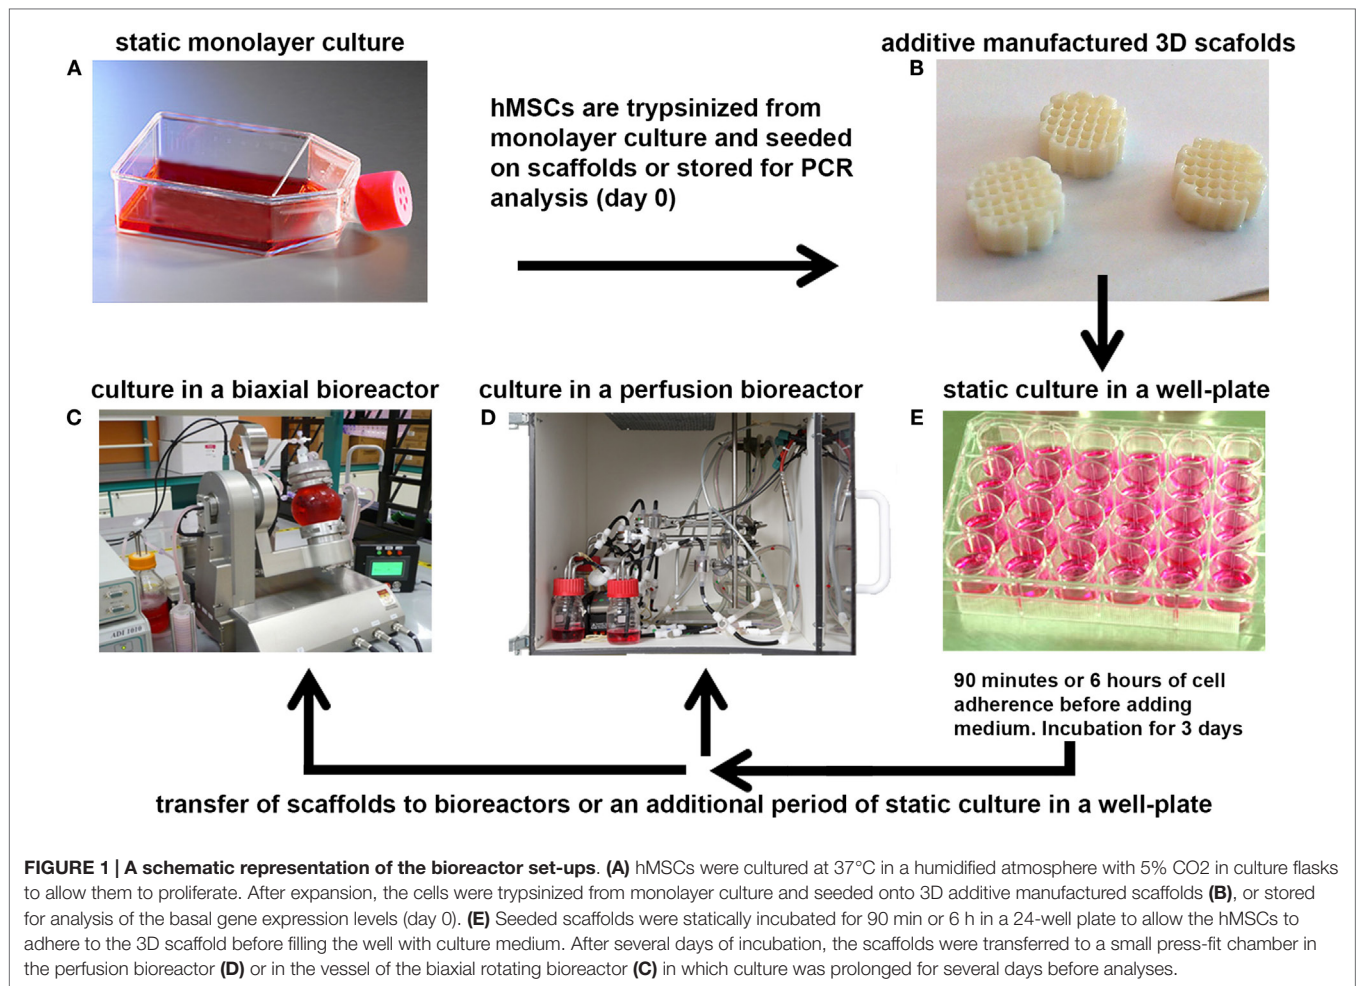 static monolayer culture
A
hMSCs are trypsinized from
monolayer culture and seeded
on scaffolds or stored for PCR
analysis (day 0)
additive manufactured 3D scafolds
B
culture in a biaxial bioreactor
C
ADI 1010
culture in a perfusion bioreactor
D
static culture in a well-plate
E
90 minutes or 6 hours of cell
adherence before adding
medium. Incubation for 3 days
transfer of scaffolds to bioreactors or an additional period of static culture in a well-plate
FIGURE 1 | A schematic representation of the bioreactor set-ups. (A) hMSCs were cultured at 37°C in a humidified atmosphere with 5% CO2 in culture flasks
to allow them to proliferate. After expansion, the cells were trypsinized from monolayer culture and seeded onto 3D additive manufactured scaffolds (B), or stored
for analysis of the basal gene expression levels (day 0). (E) Seeded scaffolds were statically incubated for 90 min or 6 h in a 24-well plate to allow the hMSCs to
adhere to the 3D scaffold before filling the well with culture medium. After several days of incubation, the scaffolds were transferred to a small press-fit chamber in
the perfusion bioreactor (D) or in the vessel of the biaxial rotating bioreactor (C) in which culture was prolonged for several days before analyses.